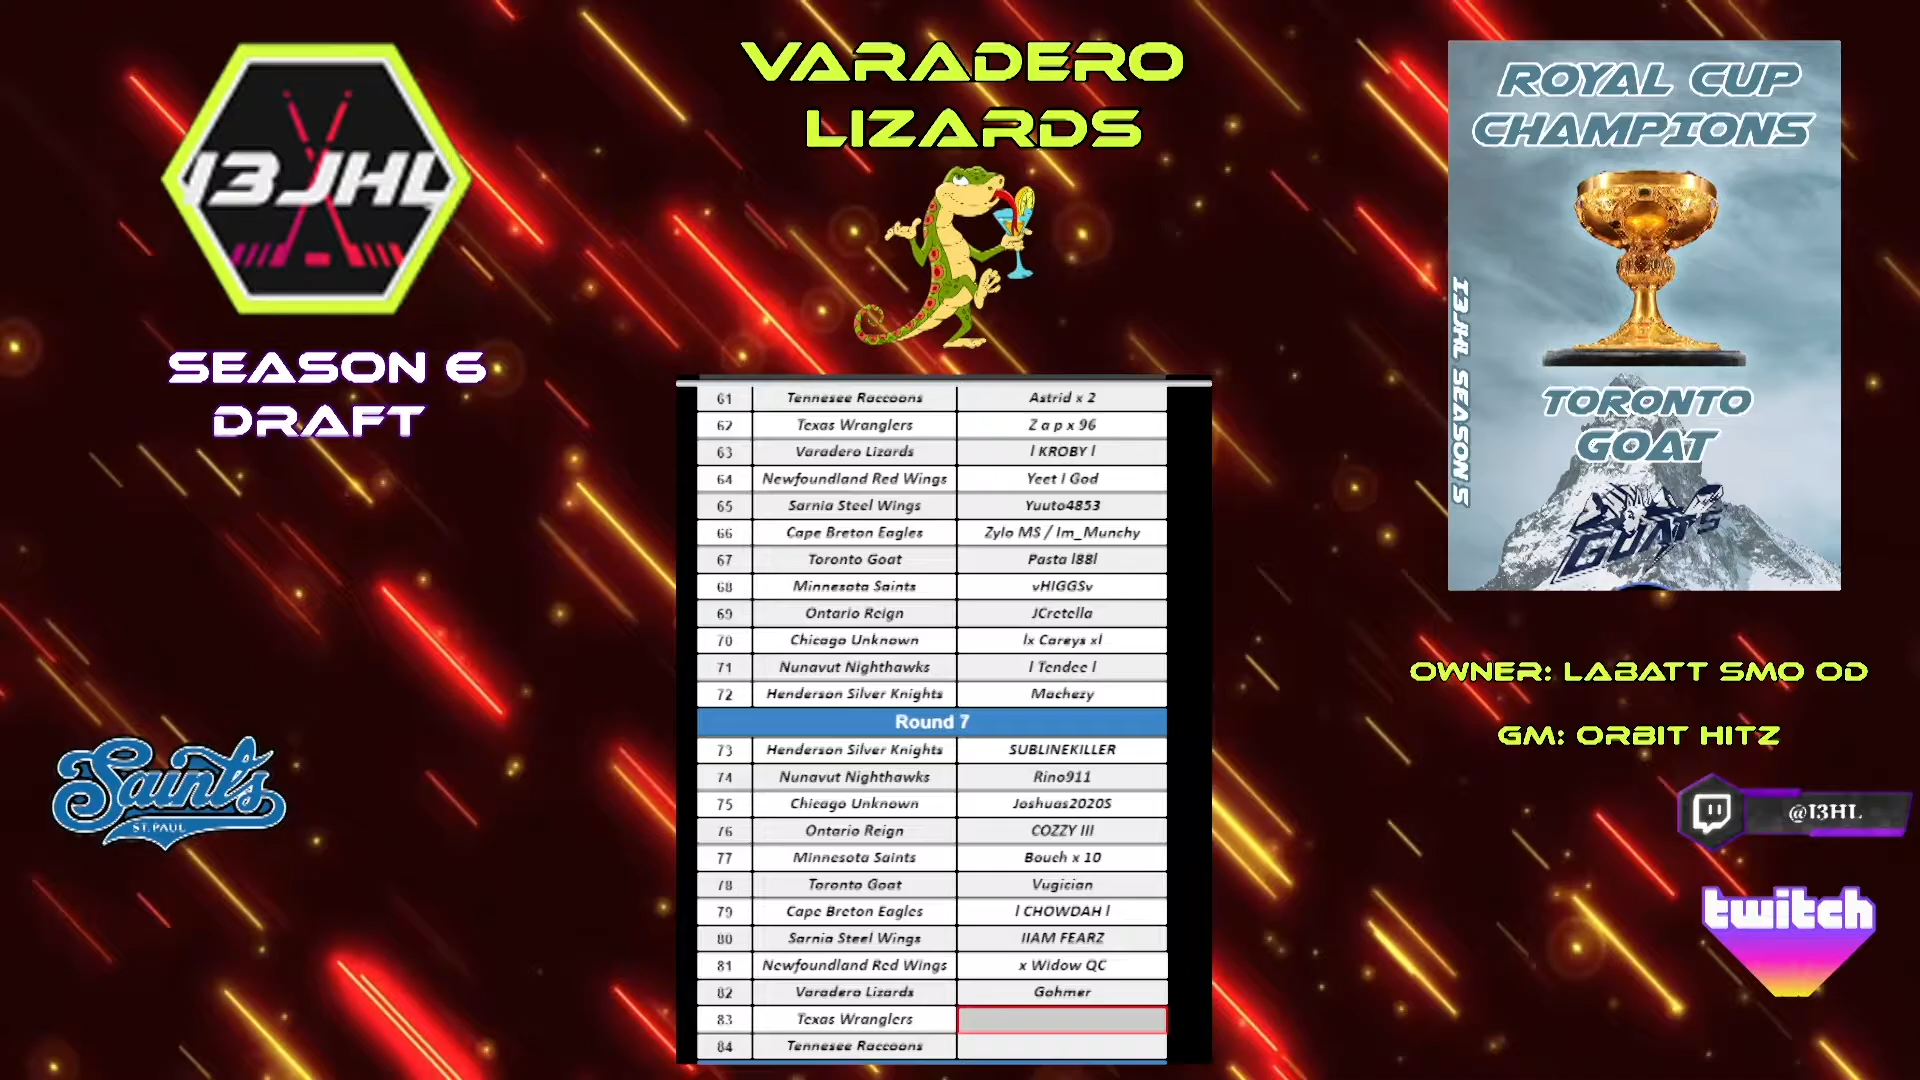 I3JHL
SEASON 6
DRAFT
Saints
ST. PAUL
VARADERO
LIZARDS
61 Tennesee Raccoons Astrid x 2
62 Texas Wranglers Z a p x 96
63 Varadero Lizards l KROBY l
64 Newfoundland Red Wings Yeet l God
65 Sarnia Steel Wings Yuuto4853
66 Cape Breton Eagles Zylo MS / Im_Munchy
67 Toronto Goat Pasta l88l
68 Minnesota Saints vHIGGSv
69 Ontario Reign JCretella
70 Chicago Unknown lx Careys xl
71 Nunavut Nighthawks l Tendee l
72 Henderson Silver Knights Machezy
Round 7
73 Henderson Silver Knights SUBLINEKILLER
74 Nunavut Nighthawks Rino911
75 Chicago Unknown Joshuas2020S
76 Ontario Reign COZZY III
77 Minnesota Saints Bouch x 10
78 Toronto Goat Vugician
79 Cape Breton Eagles l CHOWDAH l
80 Sarnia Steel Wings IIAM FEARZ
81 Newfoundland Red Wings x Widow QC
82 Varadero Lizards Gohmer
83 Texas Wranglers
84 Tennesee Raccoons
ROYAL CUP
CHAMPIONS
I3JHL SEASON 5
TORONTO
GOAT
GOATS
OWNER: LABATT SMO OD
GM: ORBIT HITZ
@I3HL
twitch